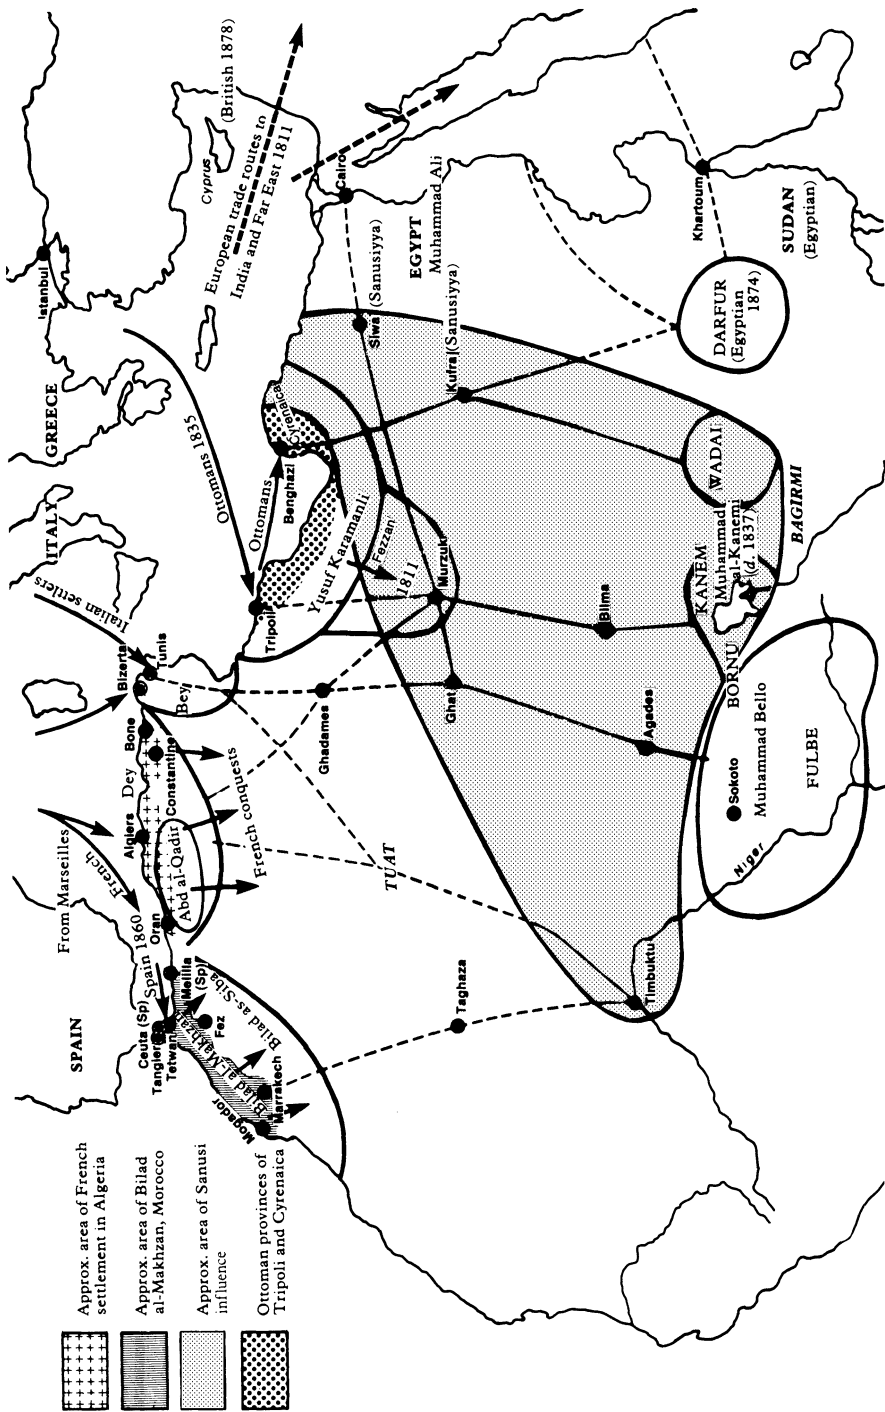 Approx. area of French
settlement in Algeria
Approx. area of Bilad
al-Makhzan, Morocco
Approx. area of Sanusi
influence
Ottoman provinces of
Tripoli and Cyrenaica
SPAIN
From Marseilles
French
Spain 1860
Ceuta (Sp)
Tangier
Tetwan
Melilla
(Sp)
Fez
Bilad al-Makhzan
Bilad as-Siba
Mogador
Marrakech
Oran
Algiers
Dey
Abd al-Qadir
Bone
Constantine
French conquests
Bizerta
Tunis
Bey
Italian settlers
ITALY
GREECE
Istanbul
Ottomans 1835
Ottomans
Tripoli
Benghazi
Cyrenaica
Yusuf Karamanli
1811
Fezzan
Murzuk
Cyprus
(British 1878)
European trade routes to
India and Far East 1811
Cairo
EGYPT
Muhammad Ali
Siwa (Sanusiyya)
Kufra (Sanusiyya)
Ghadames
Ghat
TUAT
Taghaza
Timbuktu
Niger
Agades
Bilma
Sokoto
Muhammad Bello
FULBE
BORNU
KANEM
Muhammad
al-Kanemi
(d. 1837)
WADAI
BAGIRMI
DARFUR
(Egyptian
1874)
Khartoum
SUDAN
(Egyptian)